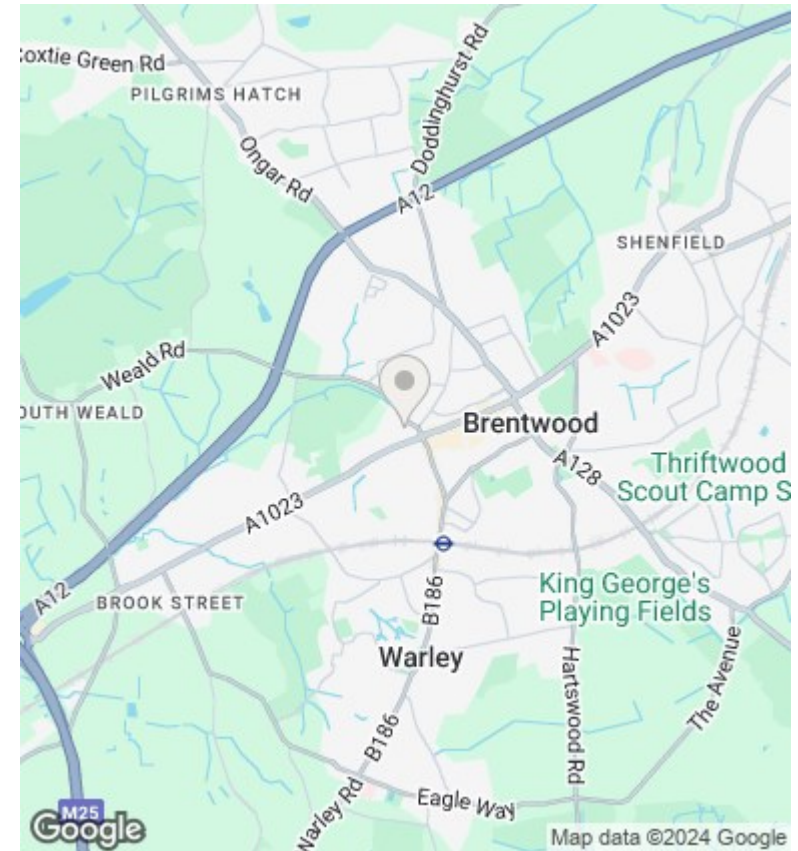 Coxtie Green Rd
PILGRIMS HATCH
Doddinghurst Rd
Ongar Rd
A12
SHENFIELD
A1023
Weald Rd
OUTH WEALD
Brentwood
A128
Thriftwood
Scout Camp S
A1023
A12
BROOK STREET
B186
King George's
Playing Fields
Warley
Hartswood Rd
The Avenue
B186
Warley Rd
Eagle Way
M25
Google
Map data ©2024 Google